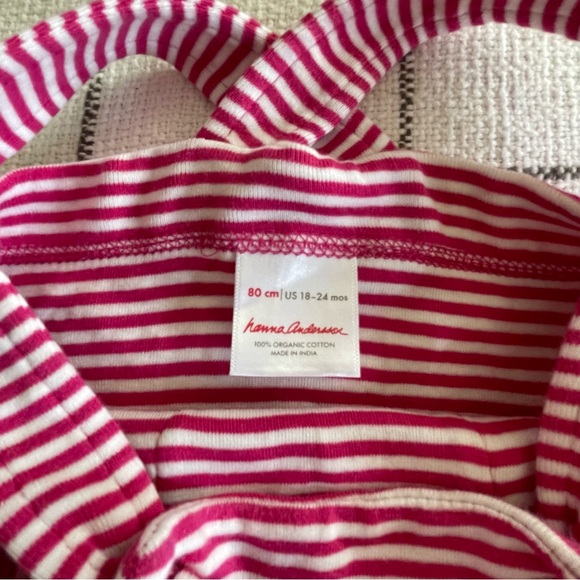 80 cm | US 18-24 mos
hanna andersson
100% ORGANIC COTTON
MADE IN INDIA